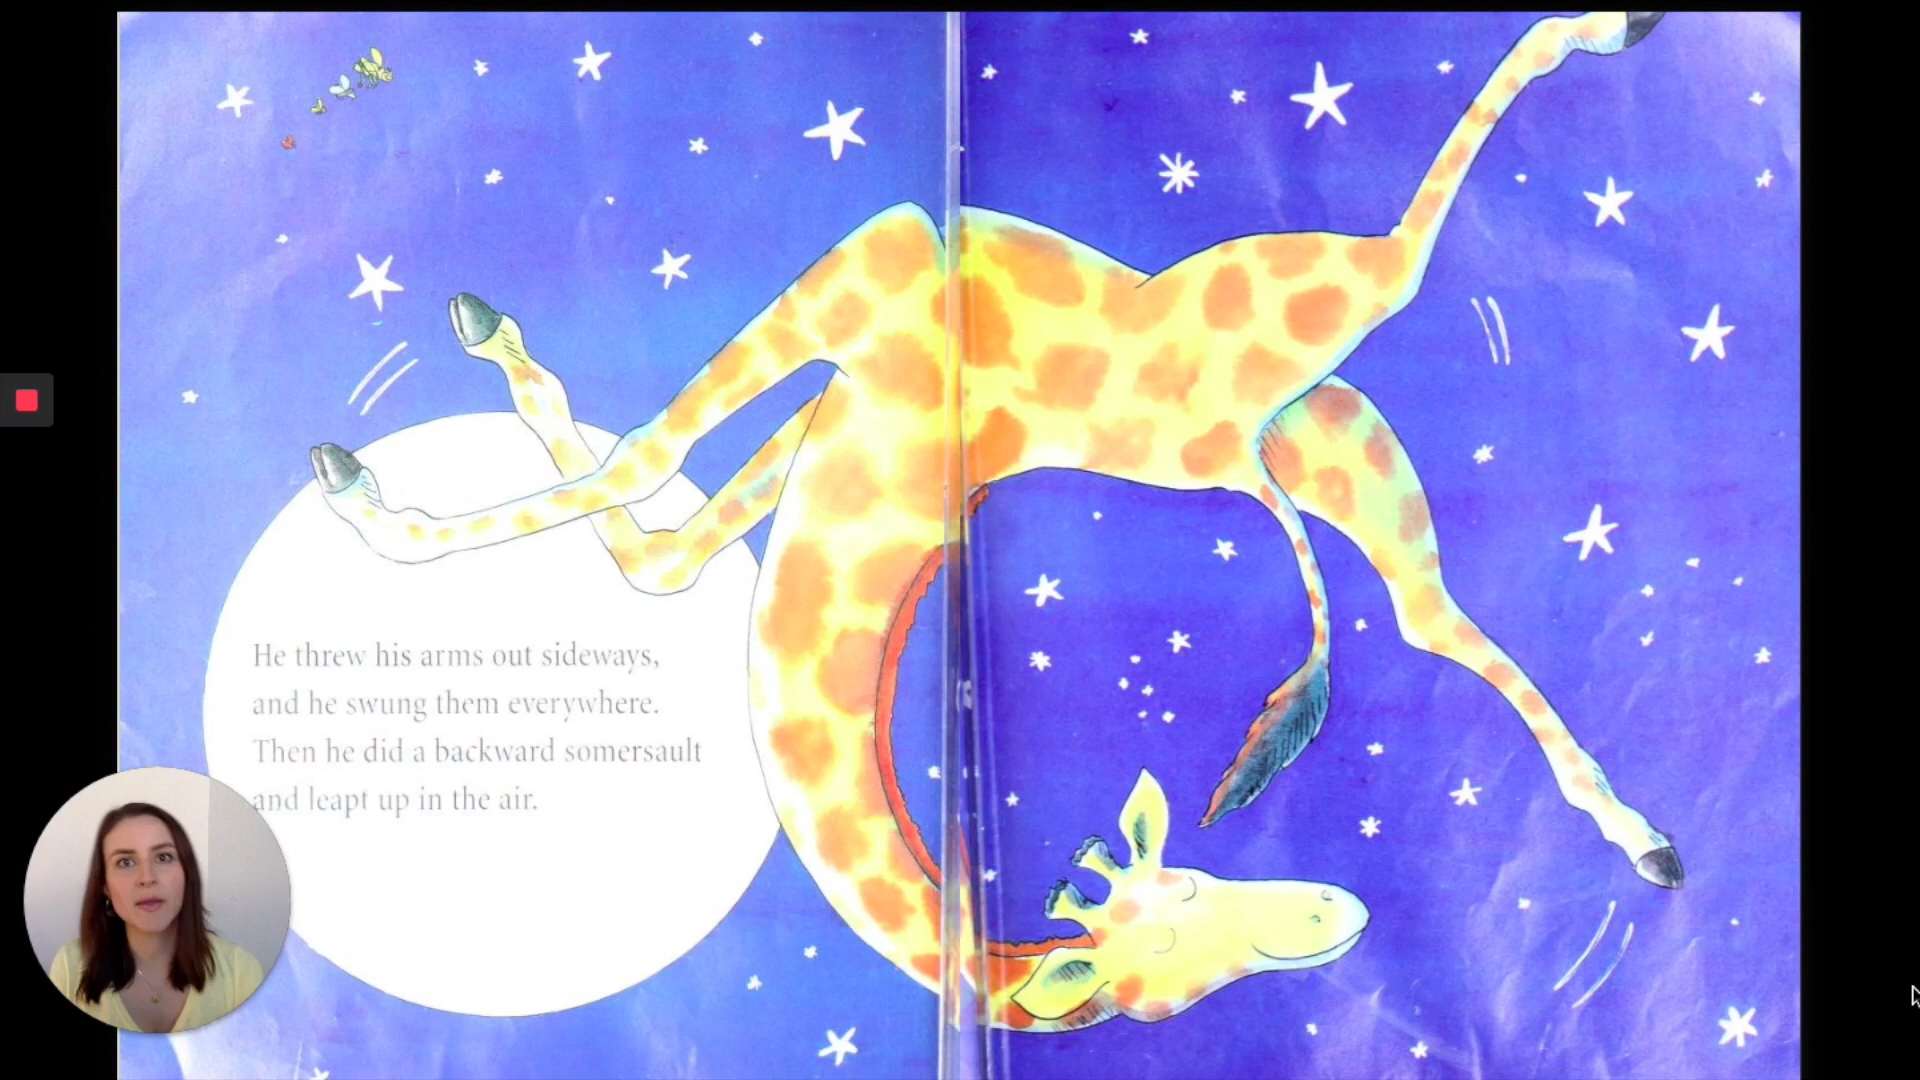 He threw his arms out sideways,
and he swung them everywhere.
Then he did a backward somersault
and leapt up in the air.